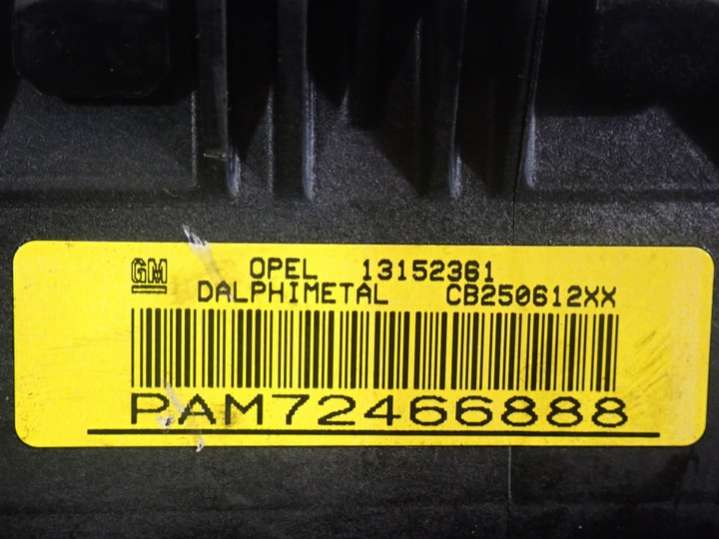 GM OPEL 13152361
DALPHIMETAL CB250612XX
PAM72466888